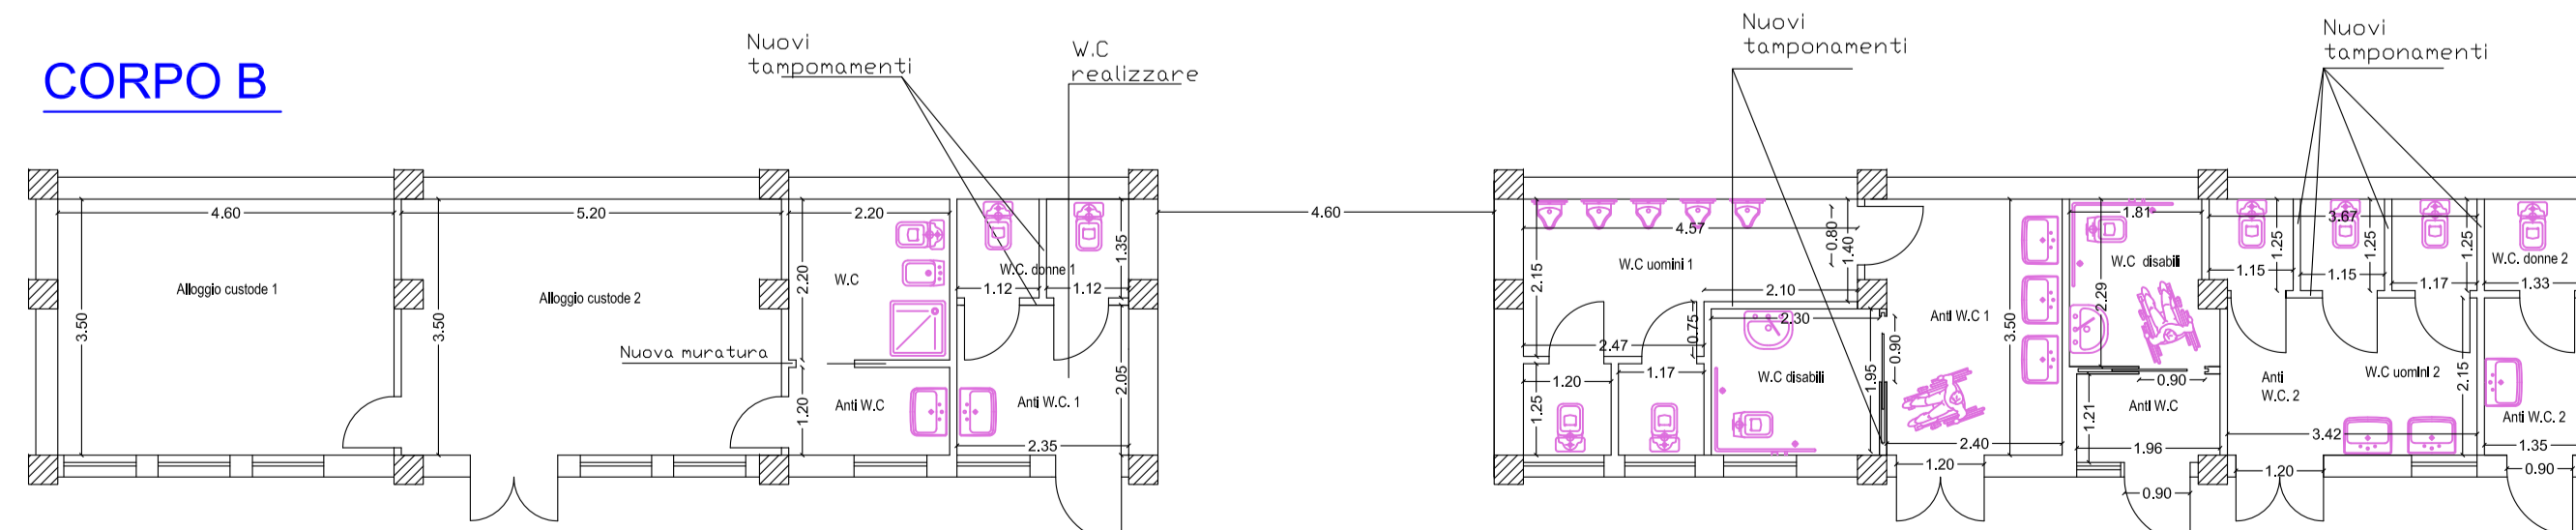 CORPO B
Nuovi
tampomamenti
W.C
realizzare
Nuovi
tamponamenti
Nuovi
tamponamenti
4.60
5.20
2.20
3.50
Alloggio custode 1
3.50
Alloggio custode 2
2.20
W.C
Nuova muratura
1.20
Anti W.C
W.C. donne 1
1.12
1.12
1.35
Anti W.C. 1
2.05
2.35
4.60
4.57
2.15
W.C uomini 1
0.80
1.40
2.10
2.30
0.75
2.47
1.20
1.17
1.25
W.C disabili
1.95
0.90
Anti W.C 1
3.50
2.40
1.20
1.81
W.C disabili
2.29
0.90
Anti W.C
1.21
1.96
0.90
3.67
1.25
1.25
1.25
1.15
1.15
1.17
W.C. donne 2
1.33
Anti
W.C. 2
W.C uomini 2
2.15
3.42
1.20
Anti W.C. 2
1.35
0.90